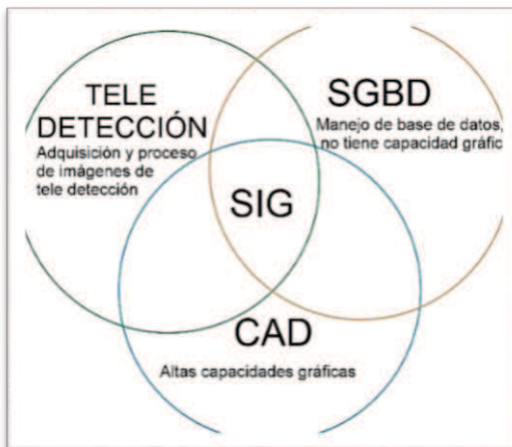 TELE
DETECCIÓN
Adquisición y proceso
de imágenes de
tele detección
SGBD
Manejo de base de datos,
no tiene capacidad gráfic
SIG
CAD
Altas capacidades gráficas